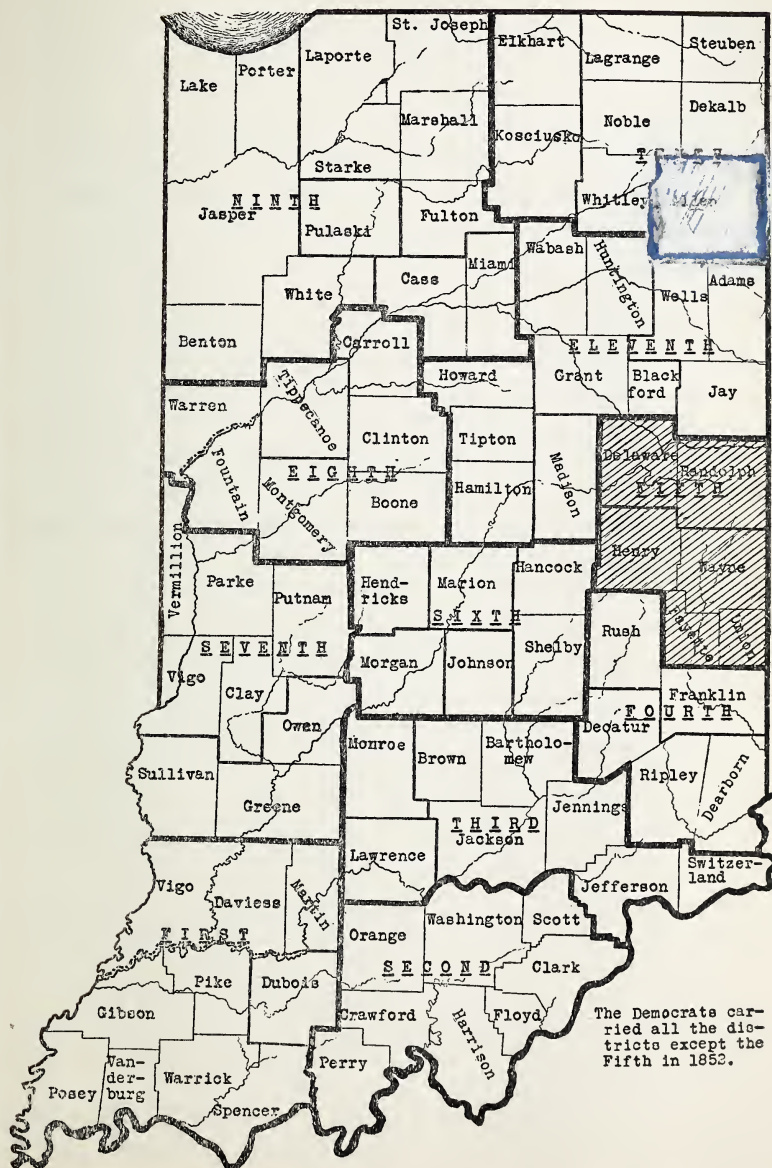 St. Joseph
Elkhart
Lagrange
Steuben
Lake
Porter
Laporte
Marshall
Kosciusko
Noble
Dekalb
Starke
NINTH
Jasper
Pulaski
Fulton
Whitley
Allen
Miami
Wabash
Huntington
Wells
Adams
White
Cass
Benton
Carroll
ELEVENTH
Howard
Grant
Black
ford
Jay
Warren
Tippecanoe
Clinton
Tipton
Madison
Delaware
Randolph
FIFTH
Fountain
EIGHTH
Montgomery
Boone
Hamilton
Vermillion
Parke
Putnam
Hend-
ricks
Marion
Hancock
Henry
Wayne
SIXTH
Rush
Fayette
Union
SEVENTH
Vigo
Clay
Owen
Morgan
Johnson
Shelby
Franklin
FOURTH
Decatur
Monroe
Brown
Bartholo-
mew
Ripley
Dearborn
Sullivan
Greene
Jennings
THIRD
Jackson
Lawrence
Switzer-
land
Jefferson
Vigo
Daviess
Martin
FIRST
Orange
Washington
Scott
SECOND
Clark
Pike
Dubois
Gibson
Crawford
Harrison
Floyd
Perry
Posey
Van-
der-
burg
Warrick
Spencer
The Democrats car-
ried all the dis-
tricts except the
Fifth in 1852.